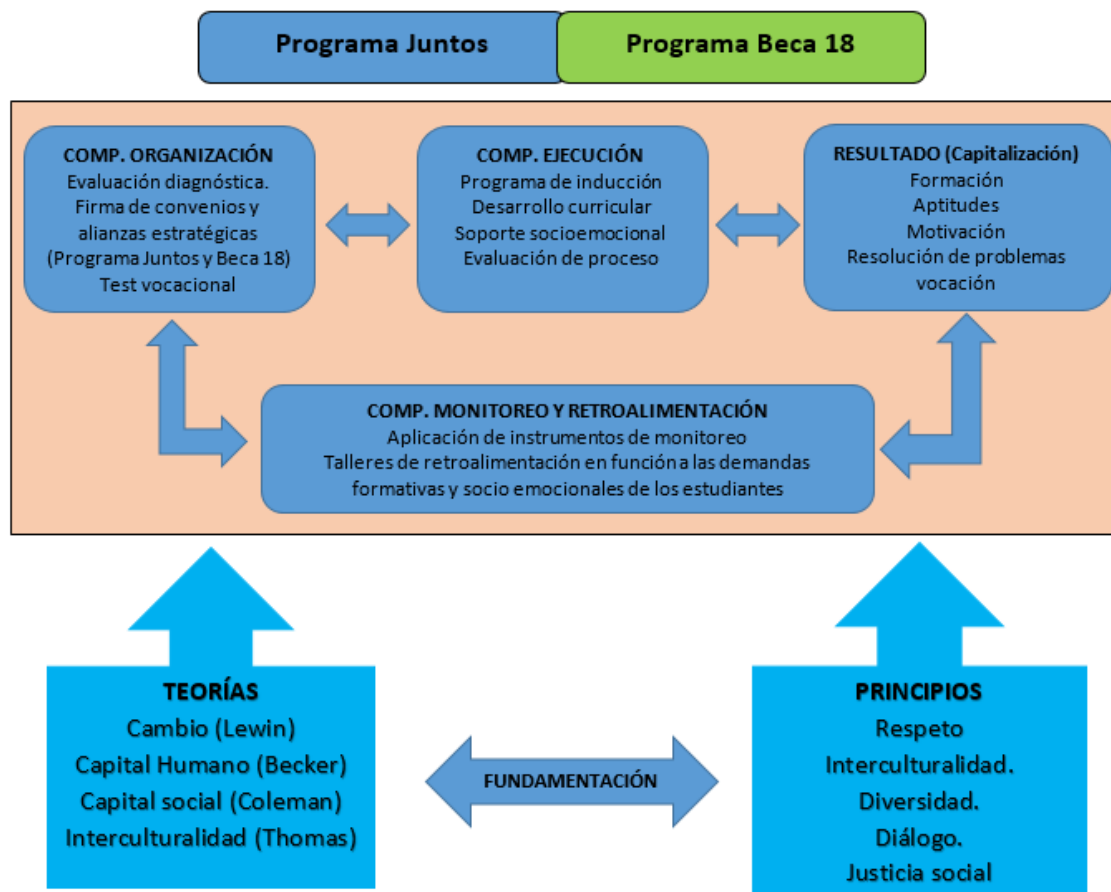 Programa Juntos
Programa Beca 18
COMP. ORGANIZACIÓN
Evaluación diagnóstica.
Firma de convenios y
alianzas estratégicas
(Programa Juntos y Beca 18)
Test vocacional
COMP. EJECUCIÓN
Programa de inducción
Desarrollo curricular
Soporte socioemocional
Evaluación de proceso
RESULTADO (Capitalización)
Formación
Aptitudes
Motivación
Resolución de problemas
vocación
COMP. MONITOREO Y RETROALIMENTACIÓN
Aplicación de instrumentos de monitoreo
Talleres de retroalimentación en función a las demandas
formativas y socio emocionales de los estudiantes
TEORÍAS
Cambio (Lewin)
Capital Humano (Becker)
Capital social (Coleman)
Interculturalidad (Thomas)
FUNDAMENTACIÓN
PRINCIPIOS
Respeto
Interculturalidad.
Diversidad.
Diálogo.
Justicia social